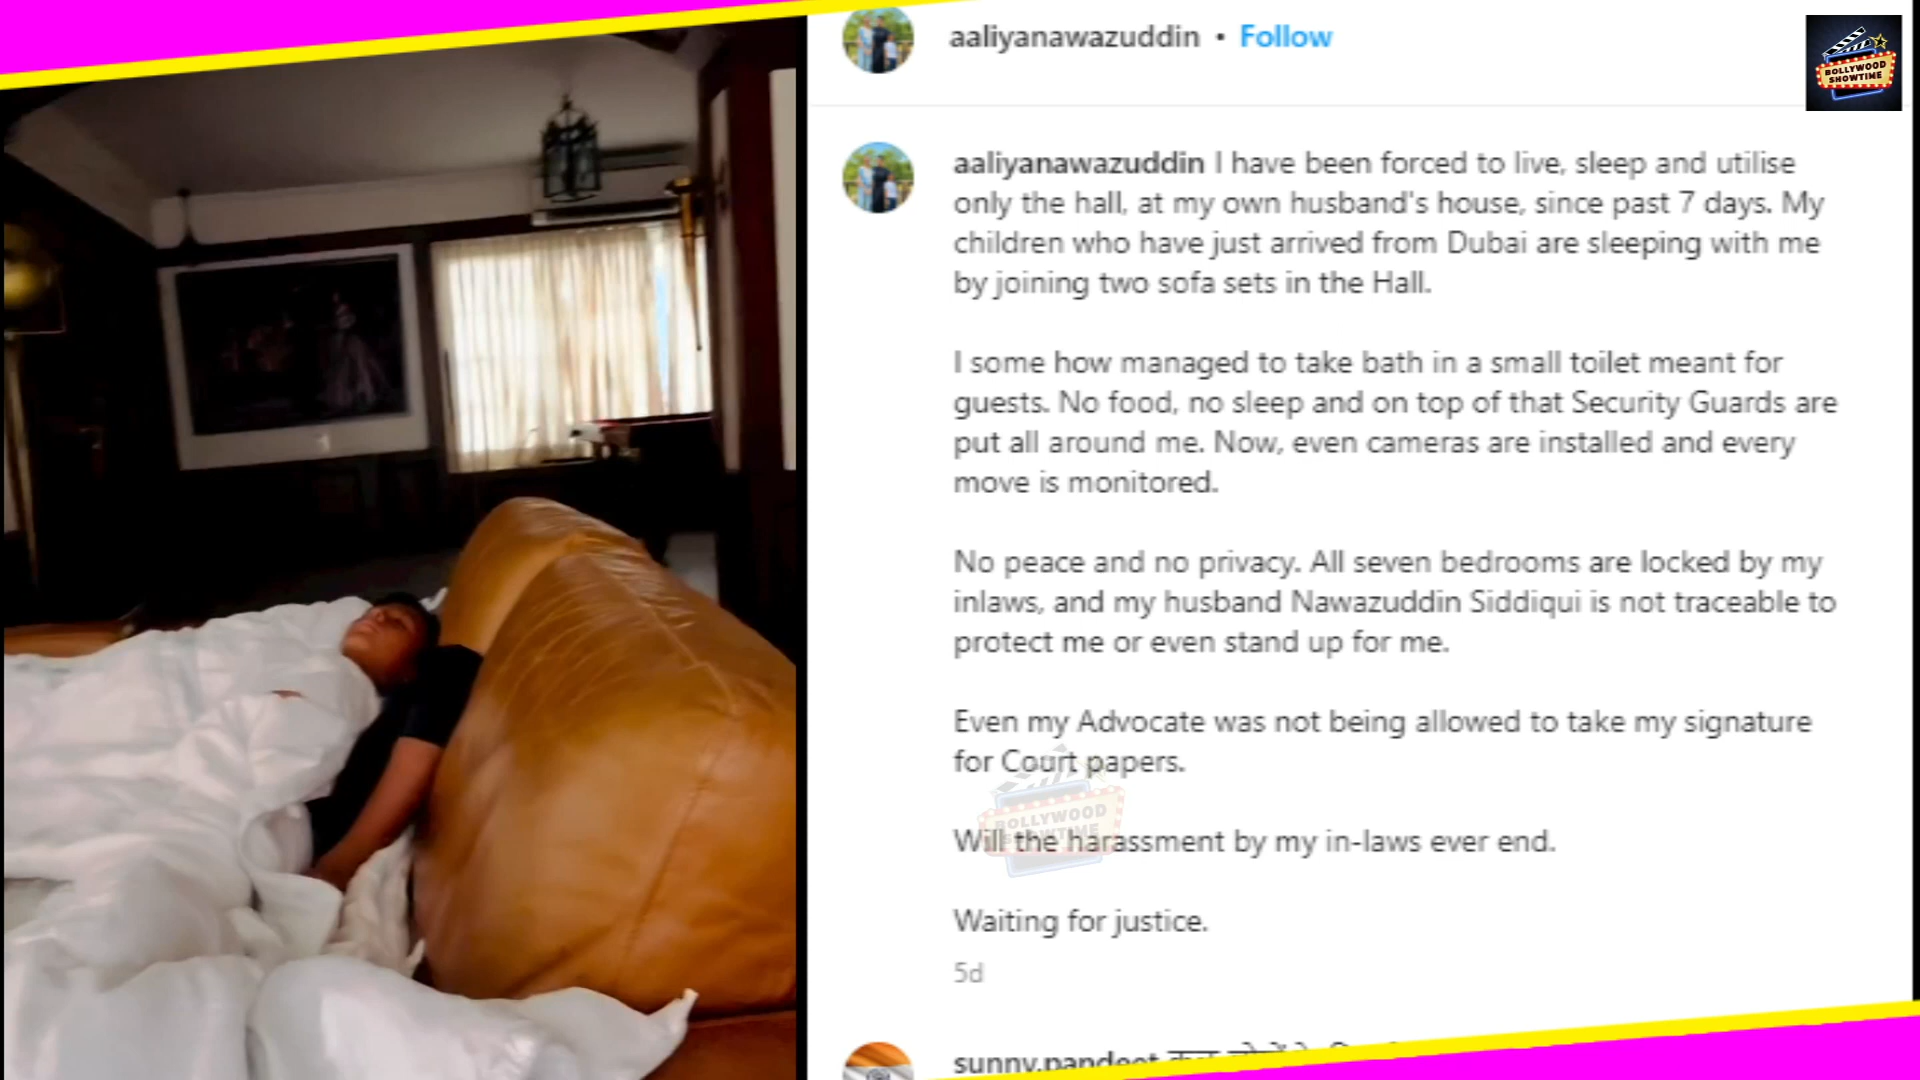 aaliyanawazuddin • Follow
BOLLYWOOD
SHOWTIME
aaliyanawazuddin I have been forced to live, sleep and utilise
only the hall, at my own husband's house, since past 7 days. My
children who have just arrived from Dubai are sleeping with me
by joining two sofa sets in the Hall.
I some how managed to take bath in a small toilet meant for
guests. No food, no sleep and on top of that Security Guards are
put all around me. Now, even cameras are installed and every
move is monitored.
No peace and no privacy. All seven bedrooms are locked by my
inlaws, and my husband Nawazuddin Siddiqui is not traceable to
protect me or even stand up for me.
Even my Advocate was not being allowed to take my signature
for Court papers.
BOLLYWOOD
SHOWTIME
Will the harassment by my in-laws ever end.
Waiting for justice.
5d
sunny.pandeet